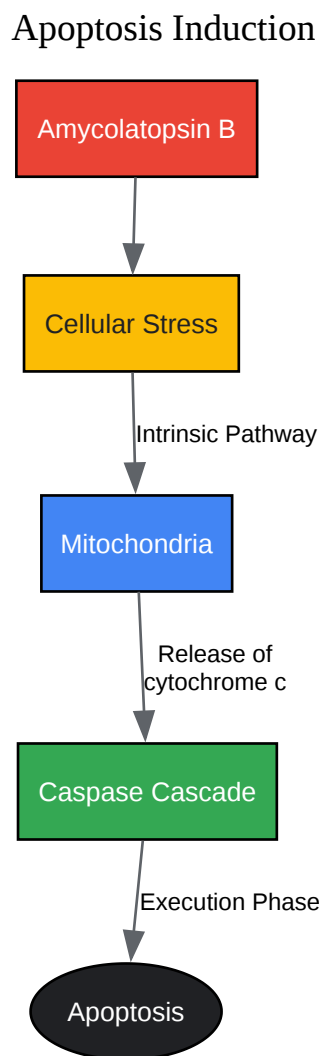 Apoptosis Induction
Amycolatopsin B
Cellular Stress
Intrinsic Pathway
Mitochondria
Release of
cytochrome c
Caspase Cascade
Execution Phase
Apoptosis